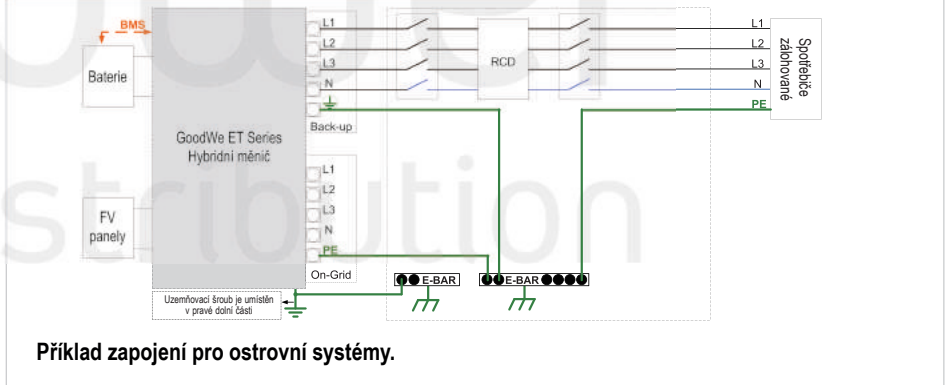 BMS
Baterie
FV
panely
GoodWe ET Series
Hybridní měnič
L1
L2
L3
N
Back-up
L1
L2
L3
N
PE
On-Grid
RCD
L1
L2
L3
N
PE
Spotřebiče
zálohované
E-BAR
E-BAR
Uzemňovací šroub je umístěn
v pravé dolní části
stribution
Příklad zapojení pro ostrovní systémy.